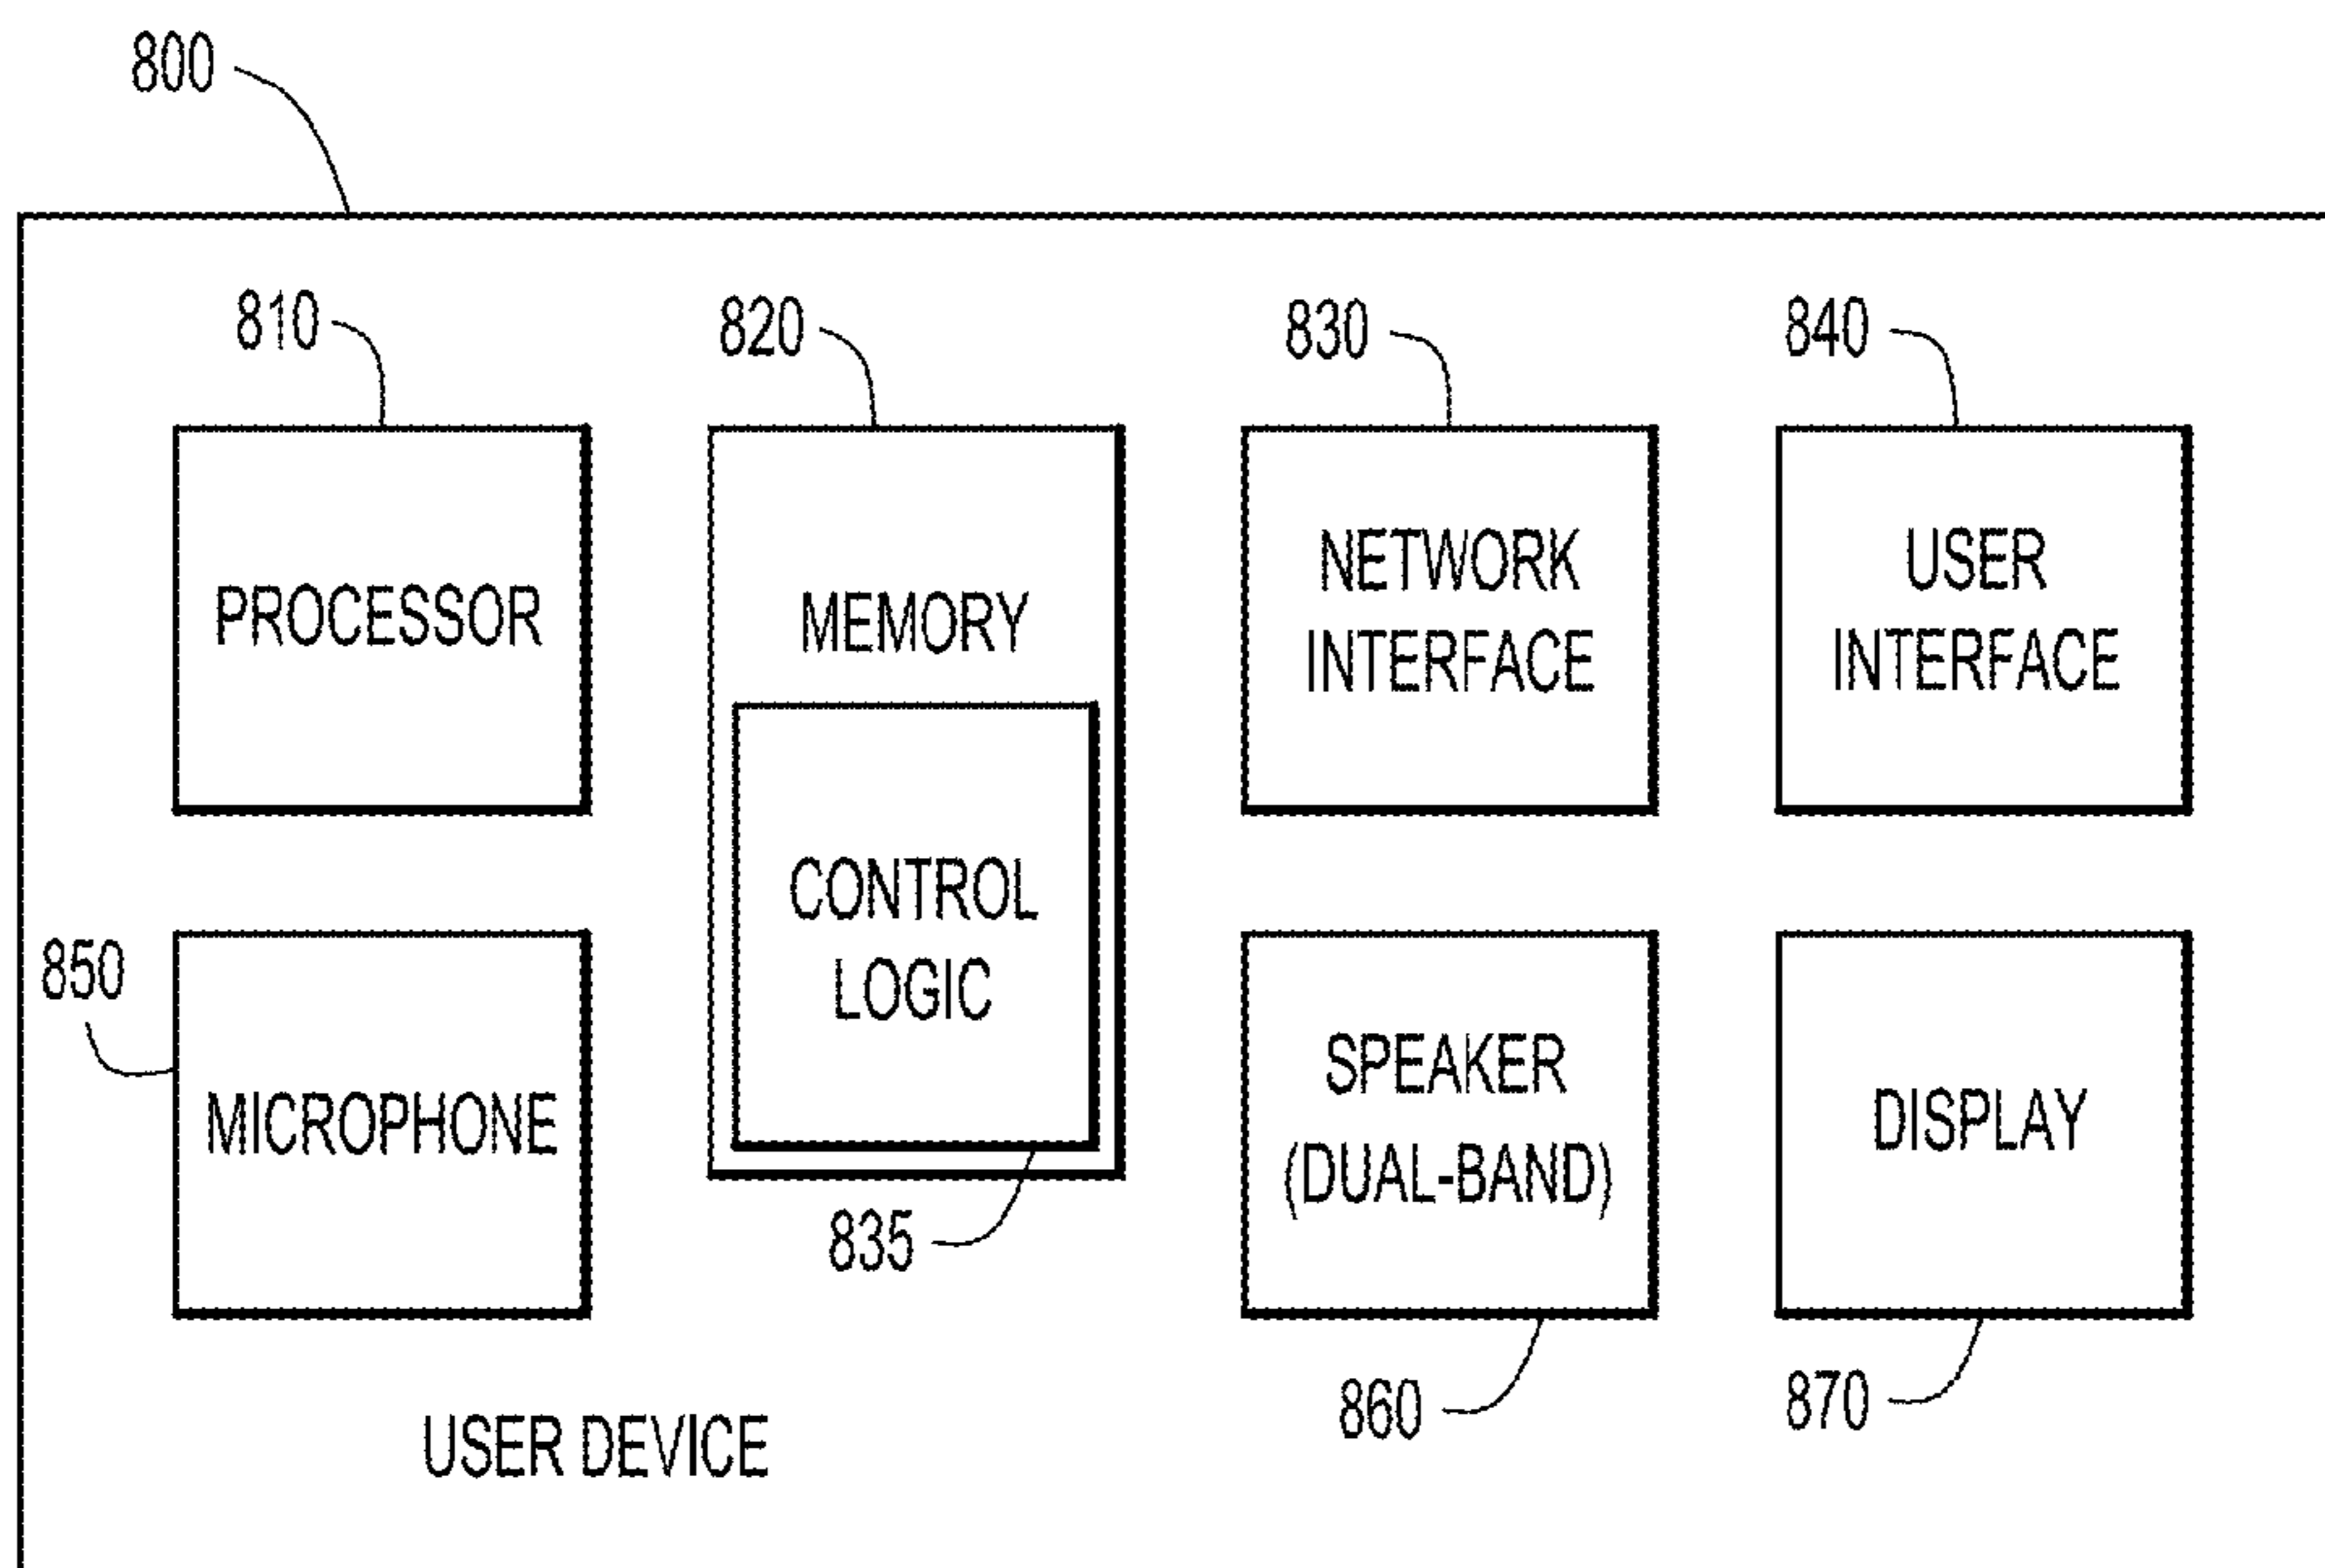 800
810
820
830
840
PROCESSOR
MEMORY
NETWORK
INTERFACE
USER
INTERFACE
CONTROL
LOGIC
850
MICROPHONE
SPEAKER
(DUAL-BAND)
DISPLAY
835
860
870
USER DEVICE